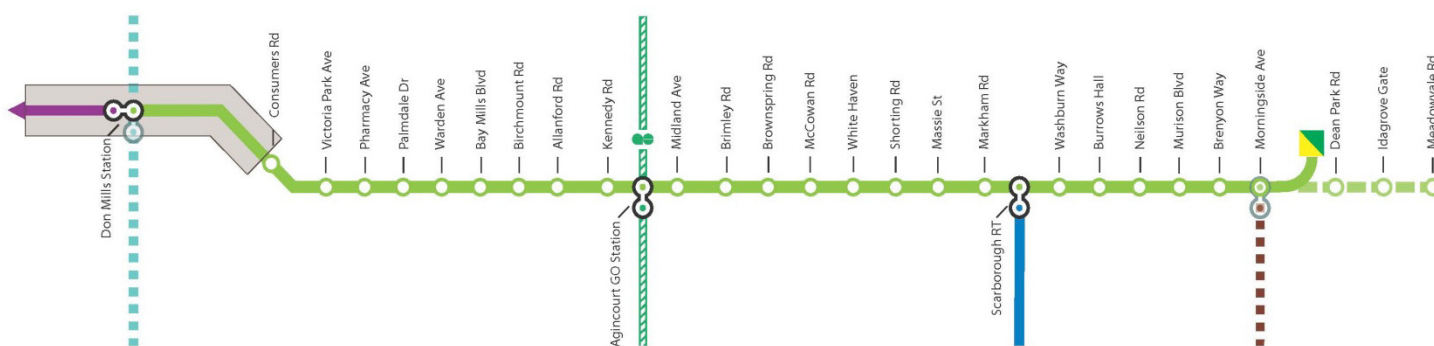 Don Mills Station
Consumers Rd
Victoria Park Ave
Pharmacy Ave
Palmdale Dr
Warden Ave
Bay Mills Blvd
Birchmount Rd
Allanford Rd
Kennedy Rd
Agincourt GO Station
Midland Ave
Brimley Rd
Brownspring Rd
McCowan Rd
White Haven
Shorting Rd
Massie St
Markham Rd
Scarborough RT
Washburn Way
Burrows Hall
Neilson Rd
Murison Blvd
Brenyon Way
Morningside Ave
Dean Park Rd
Idagrove Gate
Meadowvale Rd